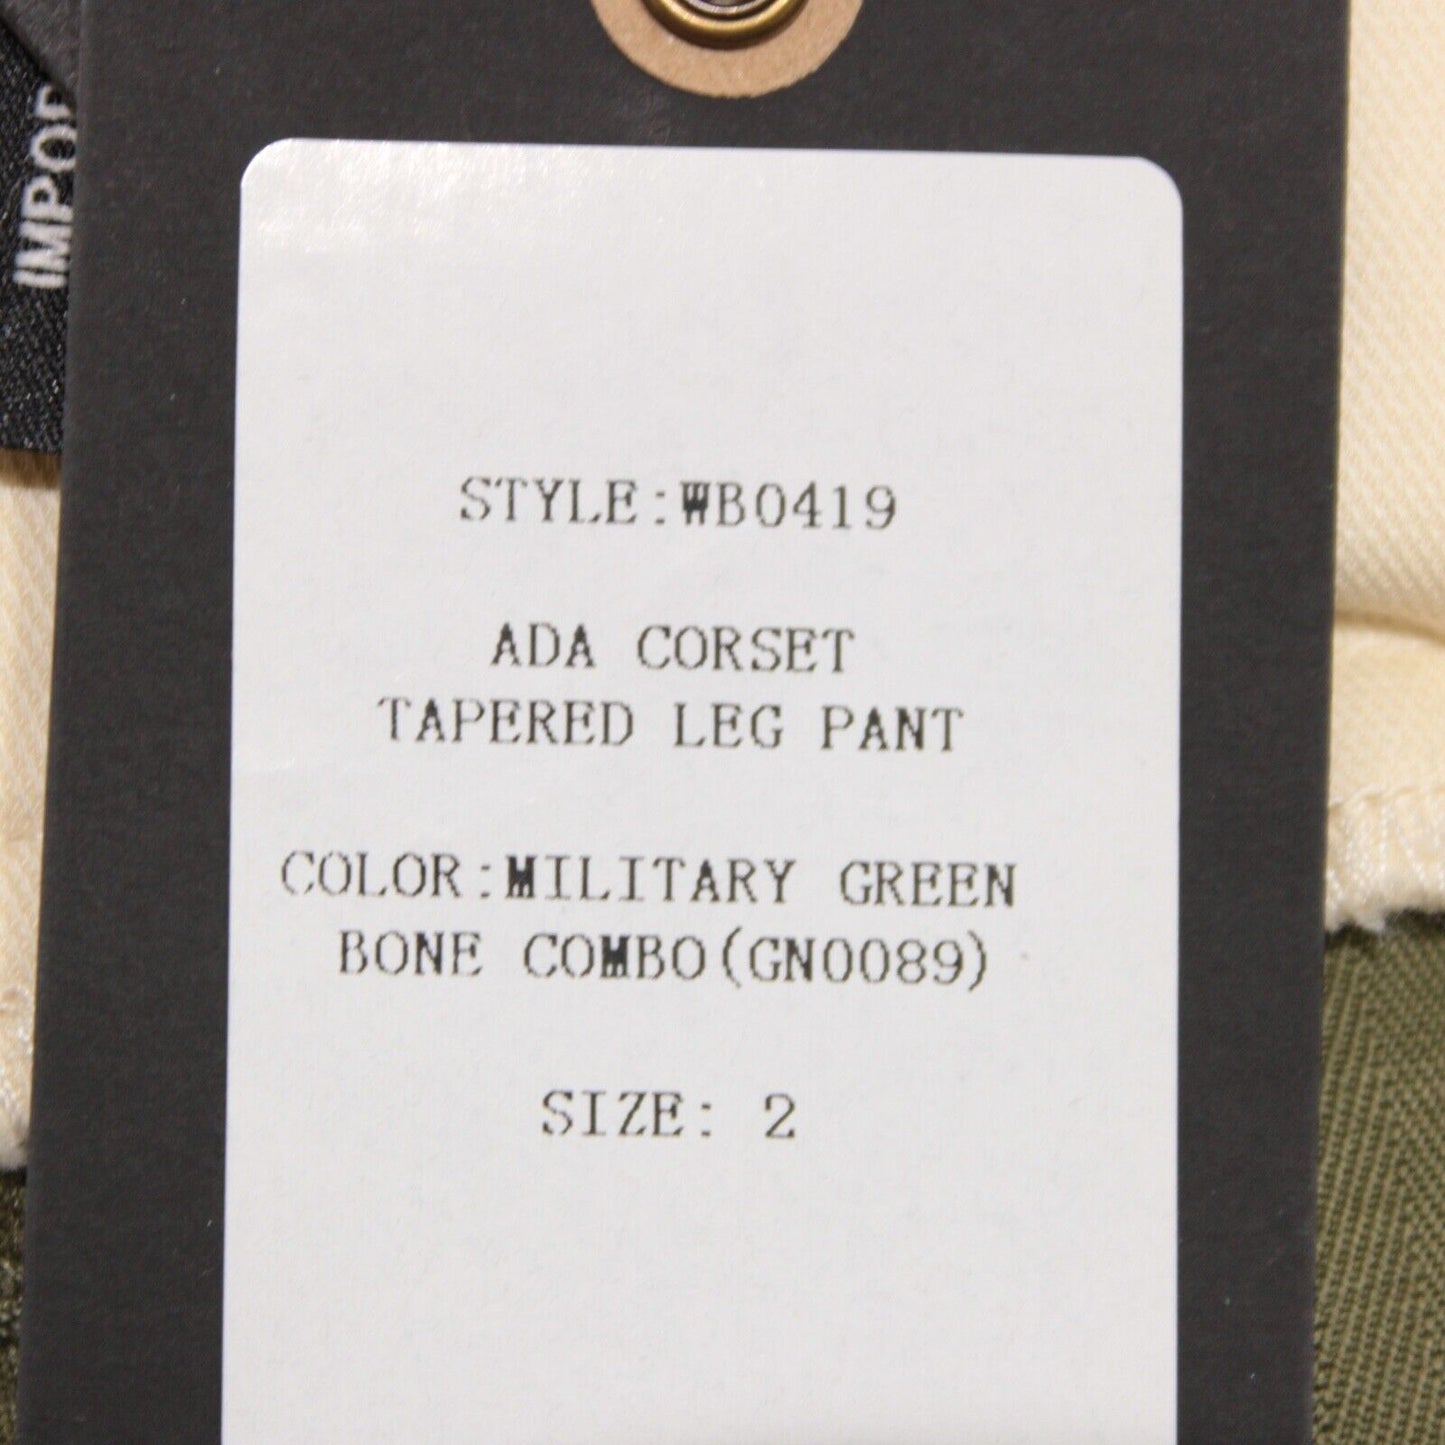 STYLE:WB0419
ADA CORSET
TAPERED LEG PANT
COLOR:MILITARY GREEN
BONE COMBO(GN0089)
SIZE: 2